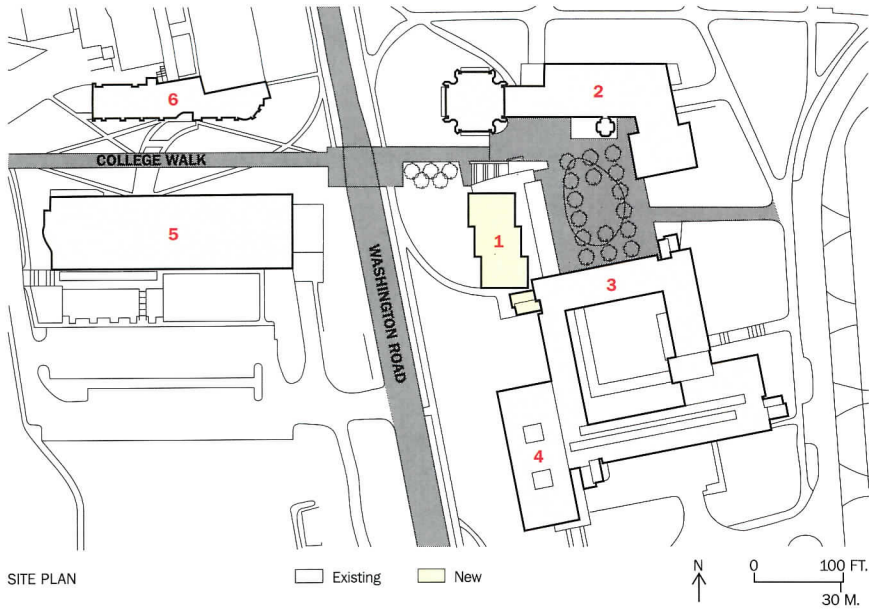 6
2
COLLEGE WALK
1
5
3
WASHINGTON ROAD
4
SITE PLAN
Existing
New
N
0
100 FT.
30 M.